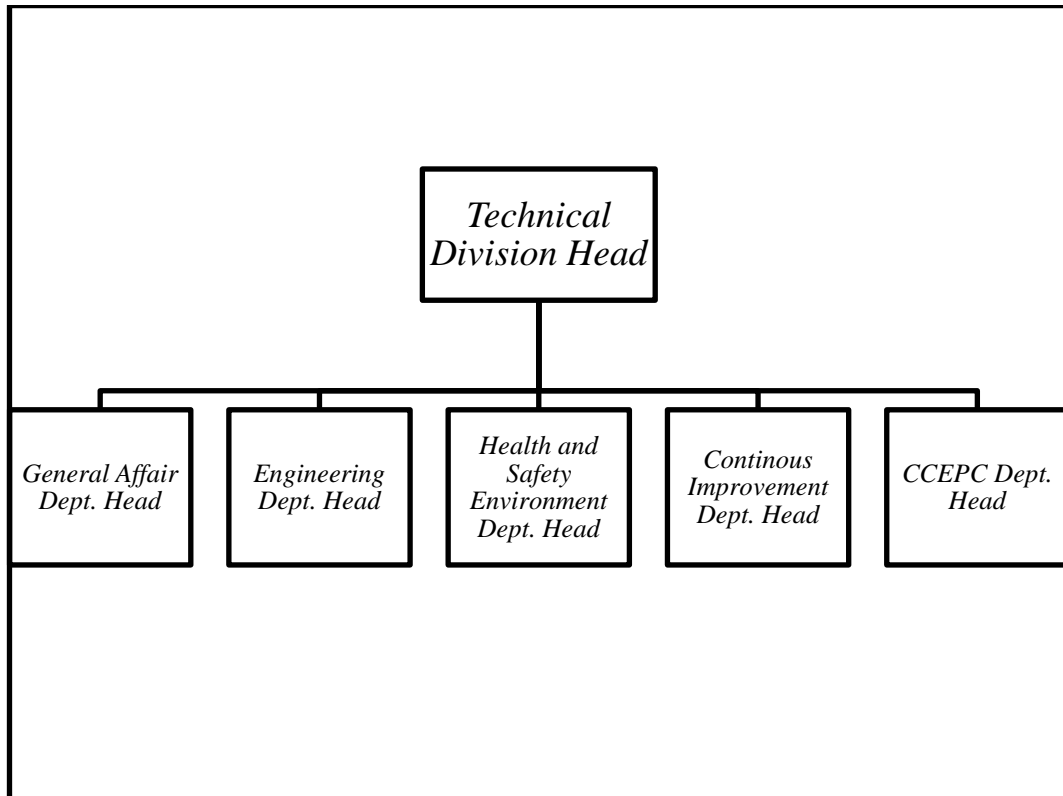 Technical
Division Head
General Affair
Dept. Head
Engineering
Dept. Head
Health and
Safety
Environment
Dept. Head
Continous
Improvement
Dept. Head
CCEPC Dept.
Head